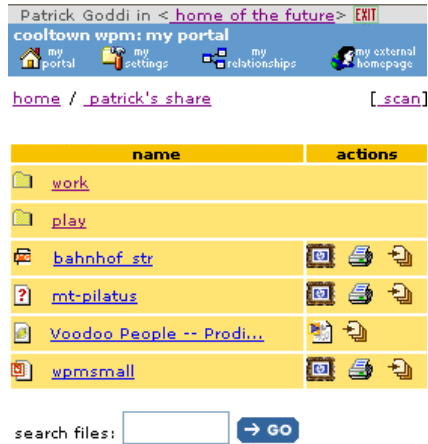 Patrick Goddi in < home of the future> EXIT
cooltown wpm: my portal
my portal my settings my relationships my external homepage
home / patrick's share [ scan]
name actions
work
play
bahnhof str
mt-pilatus
Voodoo People -- Prodi...
wpmsmall
search files: → GO